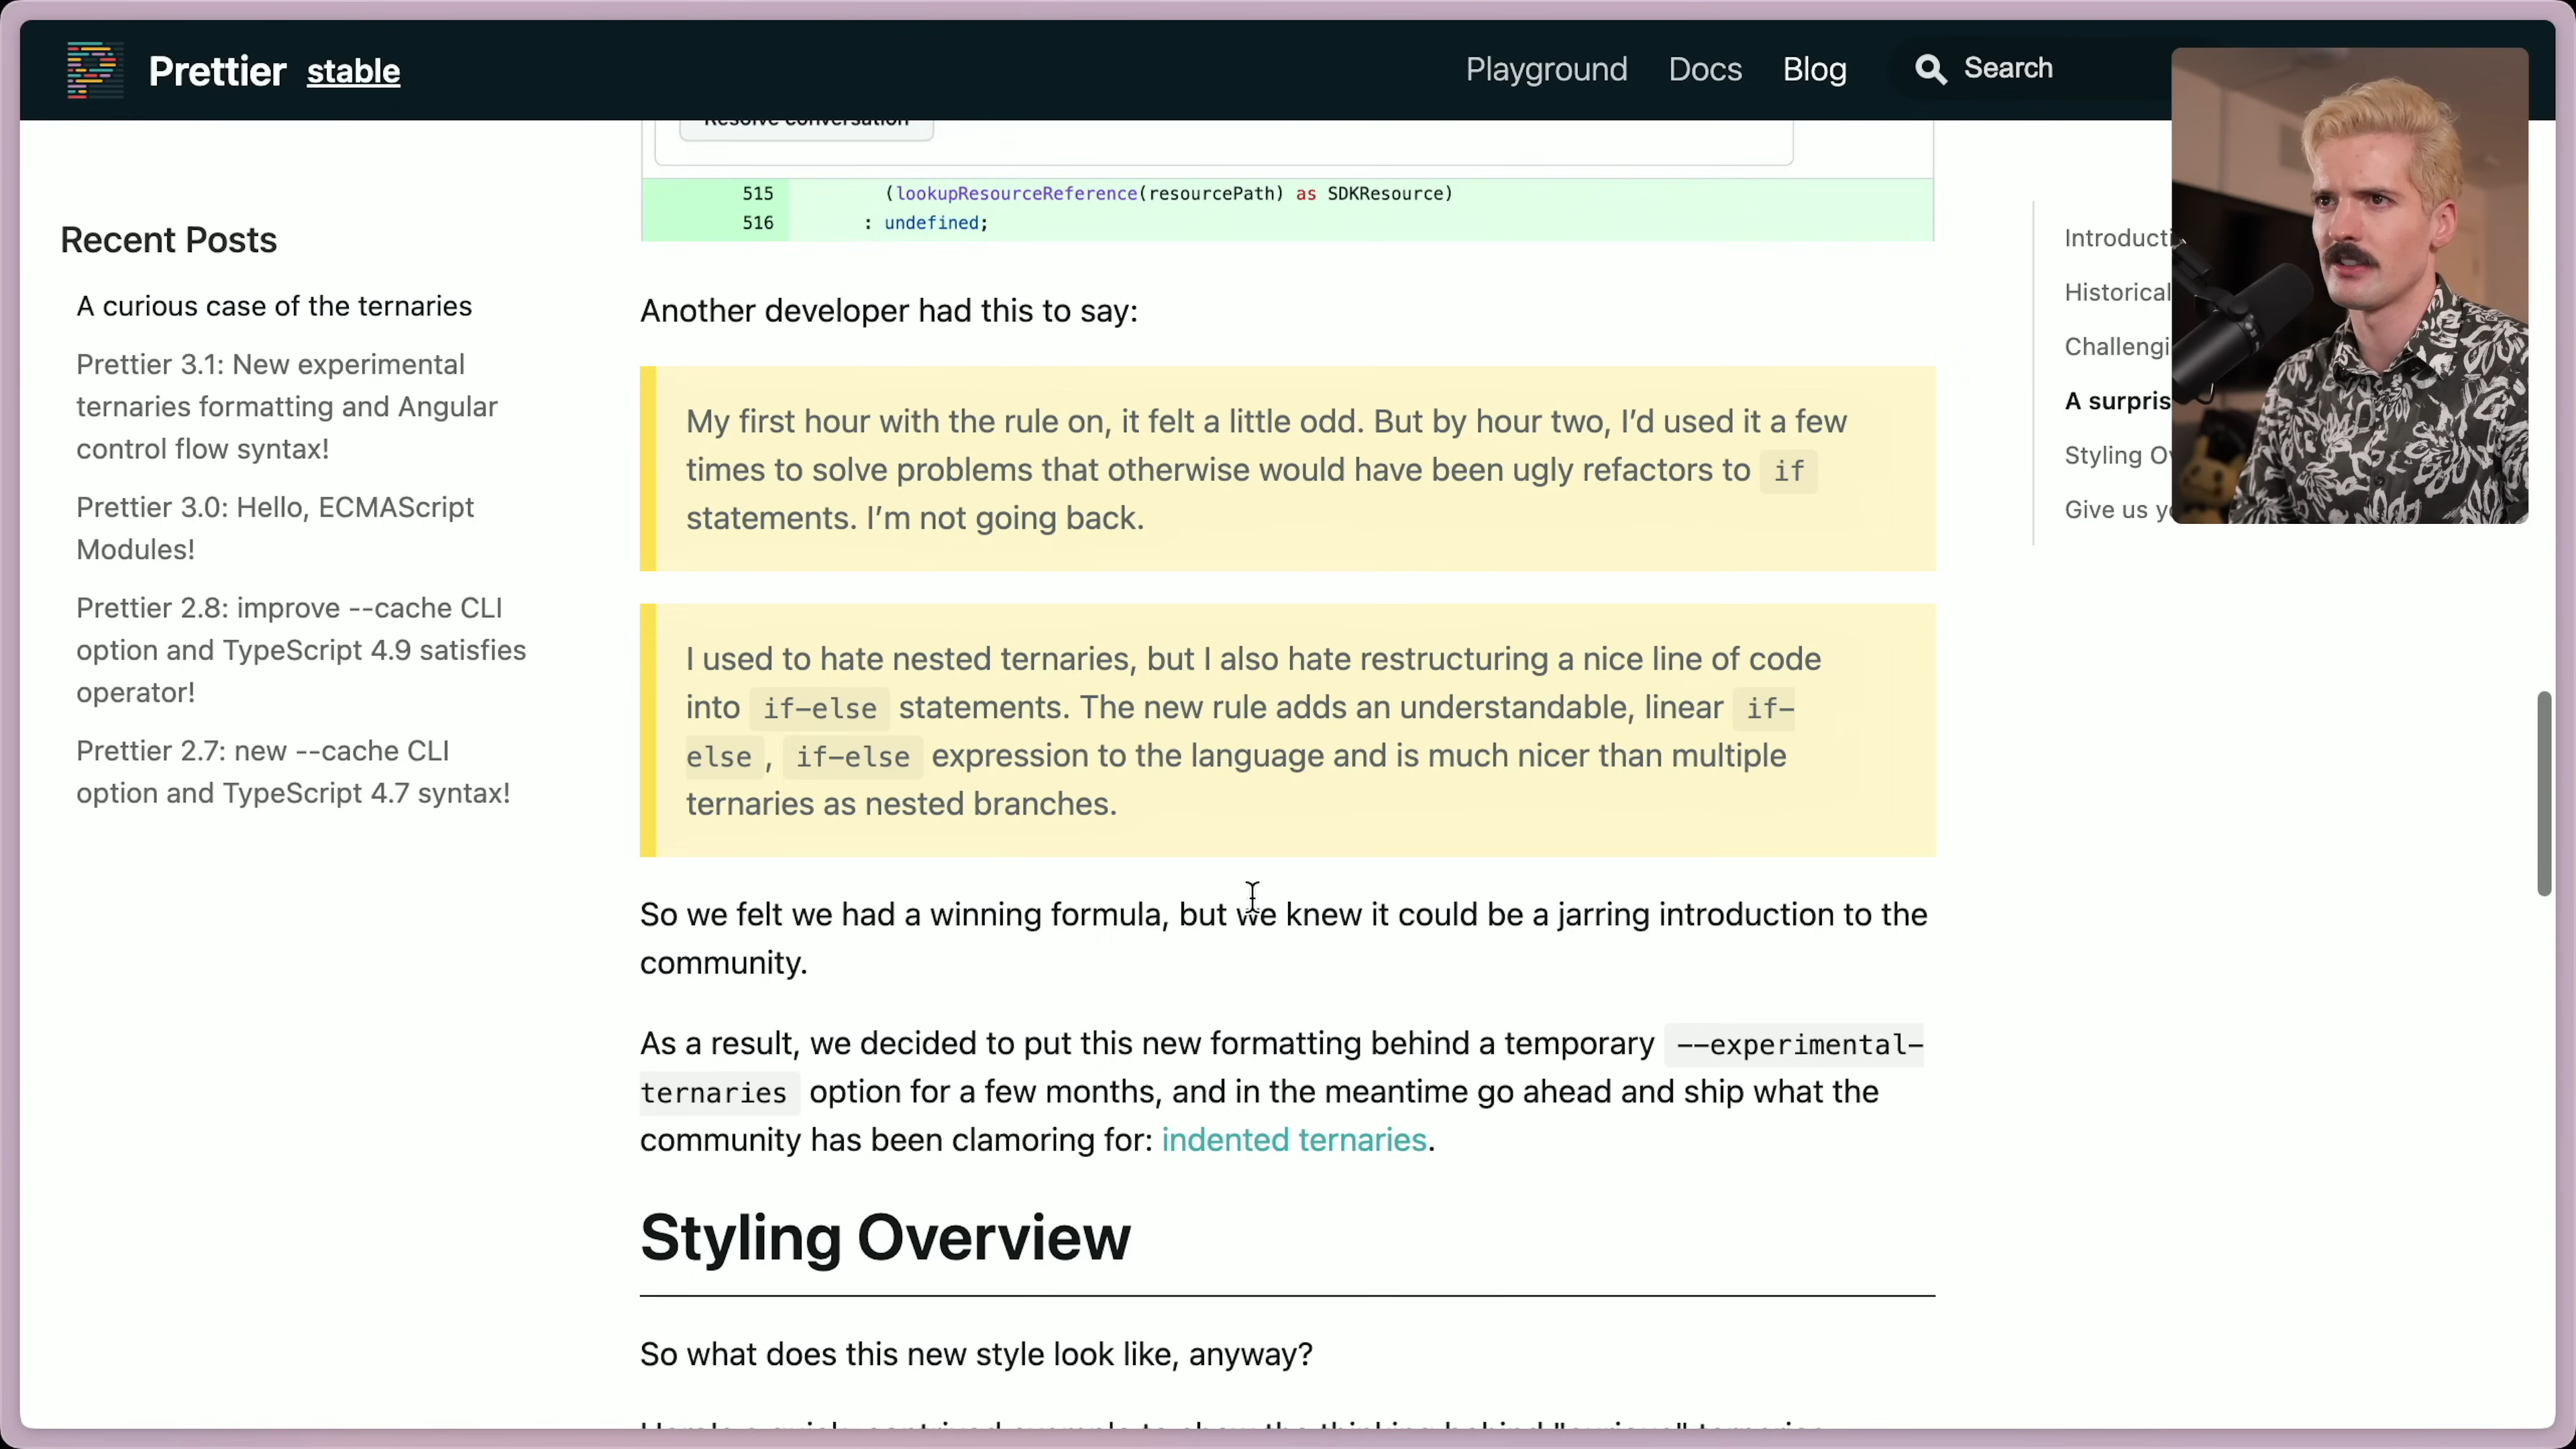 Prettier stable
Playground Docs Blog Search
Recent Posts
A curious case of the ternaries
Prettier 3.1: New experimental
ternaries formatting and Angular
control flow syntax!
Prettier 3.0: Hello, ECMAScript
Modules!
Prettier 2.8: improve --cache CLI
option and TypeScript 4.9 satisfies
operator!
Prettier 2.7: new --cache CLI
option and TypeScript 4.7 syntax!
Resolve conversation
515 (lookupResourceReference(resourcePath) as SDKResource)
516 : undefined;
Another developer had this to say:
My first hour with the rule on, it felt a little odd. But by hour two, I’d used it a few
times to solve problems that otherwise would have been ugly refactors to if
statements. I’m not going back.
I used to hate nested ternaries, but I also hate restructuring a nice line of code
into if-else statements. The new rule adds an understandable, linear if-
else , if-else expression to the language and is much nicer than multiple
ternaries as nested branches.
So we felt we had a winning formula, but we knew it could be a jarring introduction to the
community.
As a result, we decided to put this new formatting behind a temporary --experimental-
ternaries option for a few months, and in the meantime go ahead and ship what the
community has been clamoring for: indented ternaries.
Styling Overview
So what does this new style look like, anyway?
Introducti
Historical
Challengi
A surpris
Styling O
Give us y